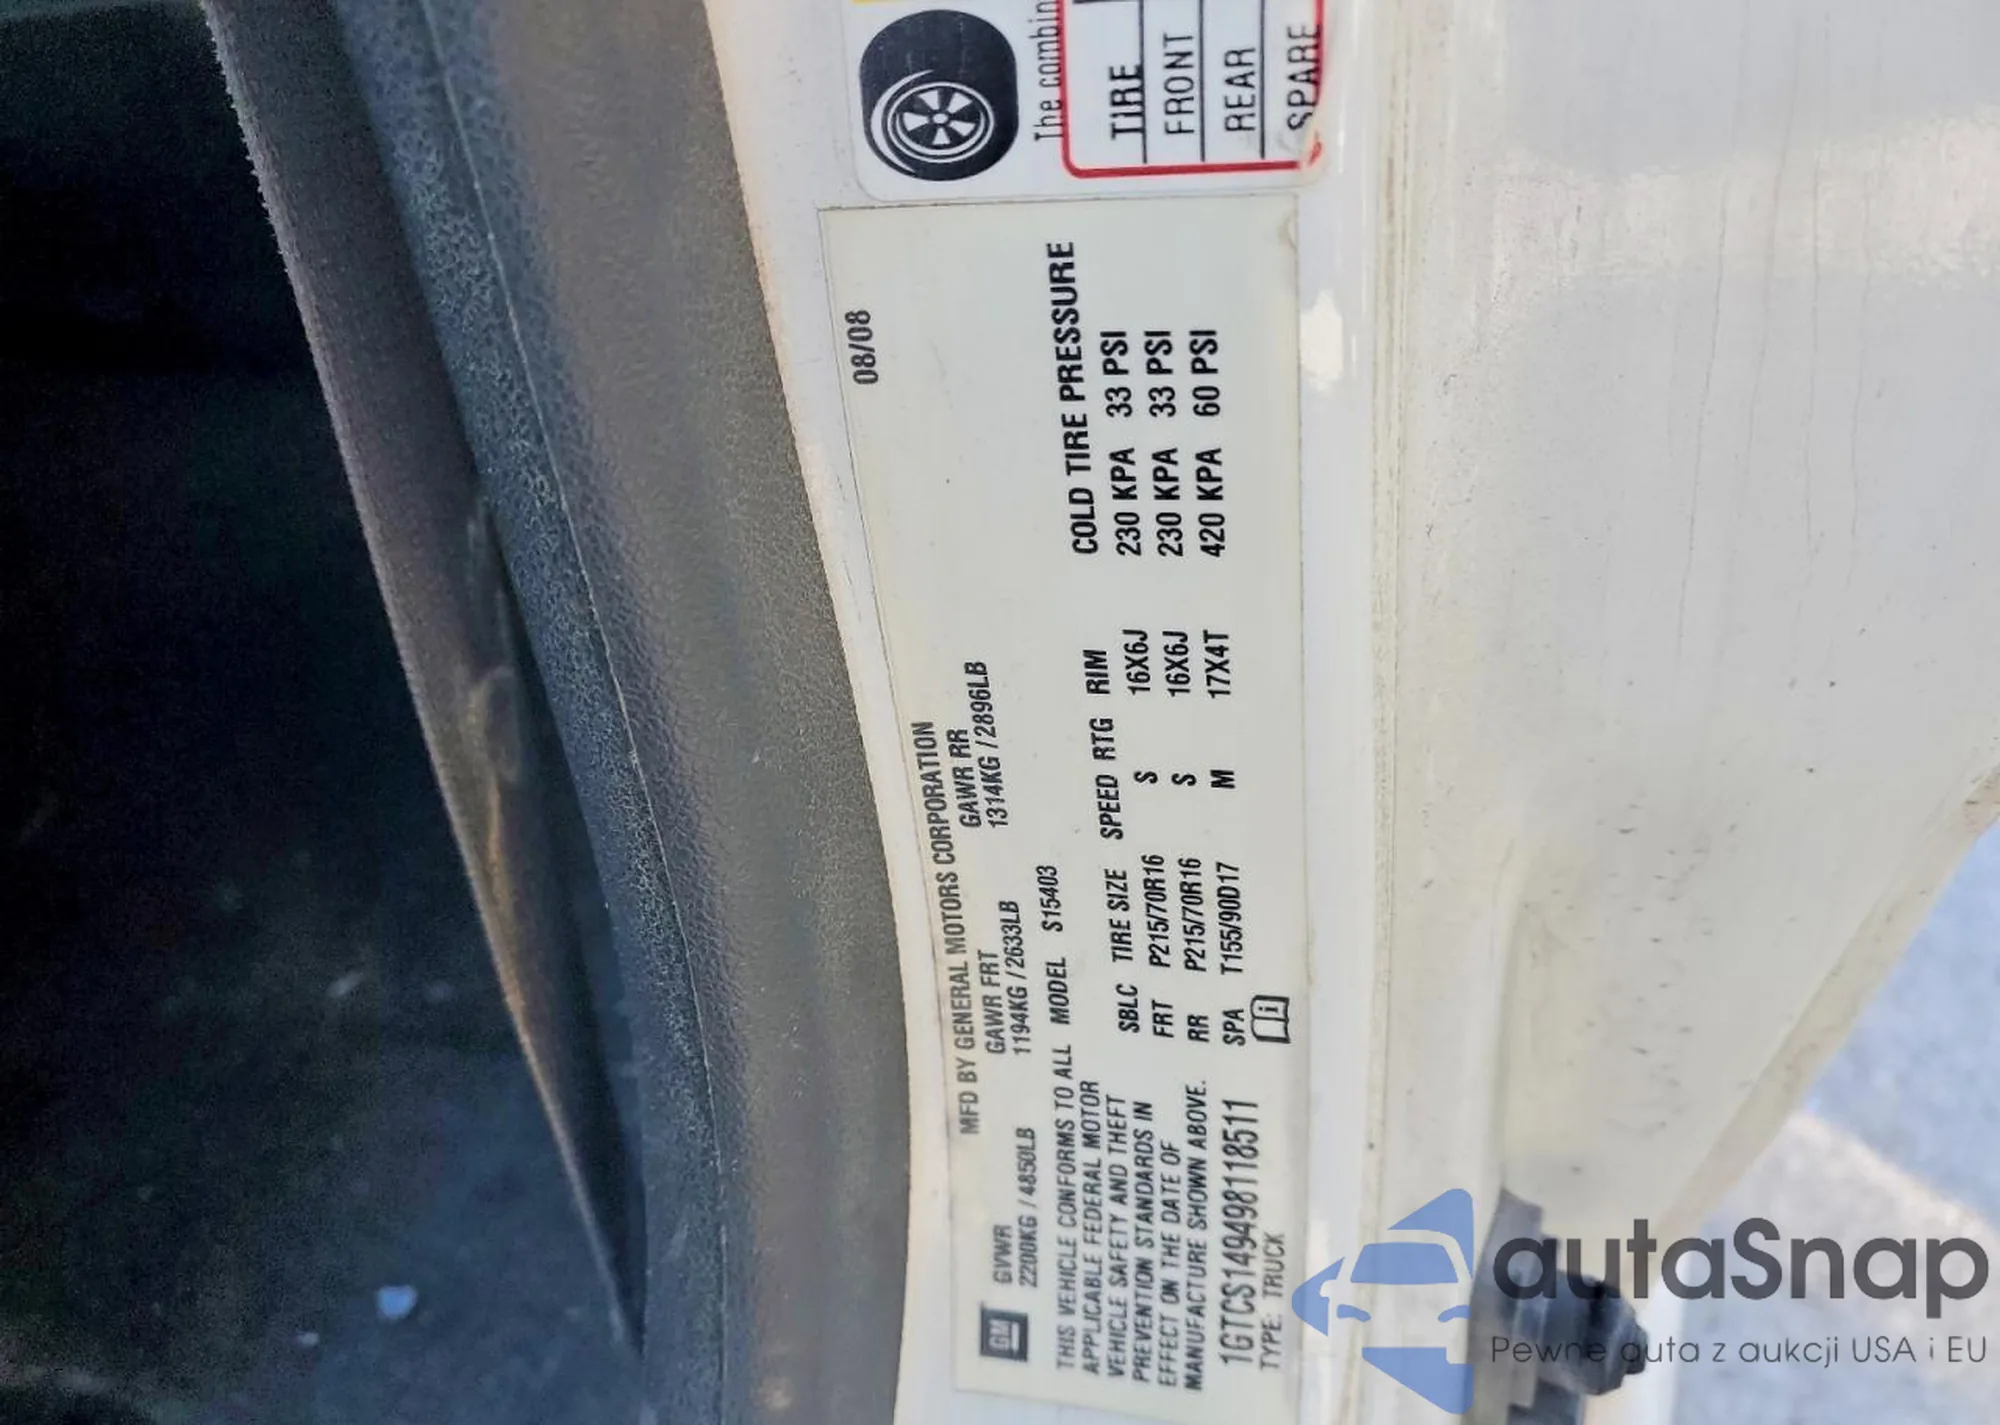 08/08
MFD BY GENERAL MOTORS CORPORATION
GVWR GAWR FRT GAWR RR
2200KG / 4850LB 1194KG / 2633LB 1314KG / 2896LB
GM
THIS VEHICLE CONFORMS TO ALL
APPLICABLE FEDERAL MOTOR
VEHICLE SAFETY AND THEFT
PREVENTION STANDARDS IN
EFFECT ON THE DATE OF
MANUFACTURE SHOWN ABOVE.
1GTCS149498118511
TYPE: TRUCK
MODEL S15403
COLD TIRE PRESSURE
SBLC TIRE SIZE SPEED RTG RIM
FRT P215/70R16 S 16X6J 230 KPA 33 PSI
RR P215/70R16 S 16X6J 230 KPA 33 PSI
SPA T155/90D17 M 17X4T 420 KPA 60 PSI
The combin
TIRE
FRONT
REAR
SPARE
autaSnap
Pewne auta z aukcji USA i EU